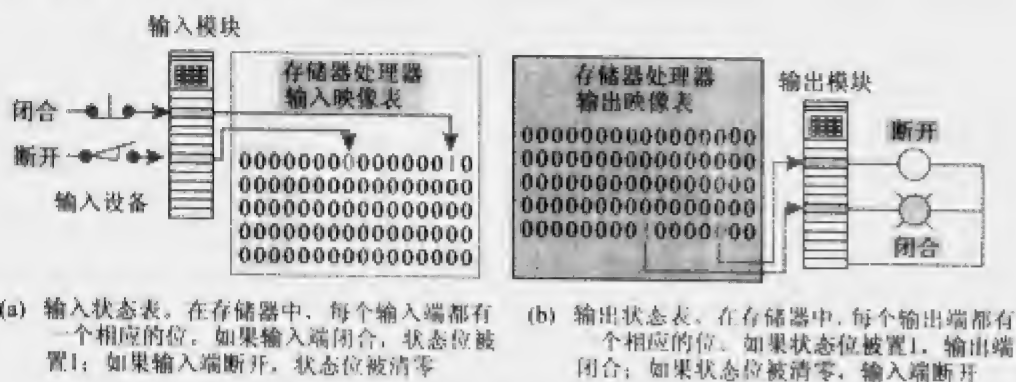 输入模块
存储器处理器
输入映像表
闭合
断开
输入设备
0000000000000010
0000000000000000
0000000000000000
0000000000000000
0000000000000000
存储器处理器
输出映像表
0000000000000000
0000000000000000
0000000000000000
0000000000000000
0000000001000000
输出模块
断开
闭合
(a) 输入状态表。在存储器中，每个输入端都有
一个相应的位。如果输入端闭合，状态位被
置1；如果输入端断开，状态位被清零
(b) 输出状态表。在存储器中，每个输出端都有
一个相应的位。如果状态位被置1，输出端
闭合；如果状态位被清零，输入端断开